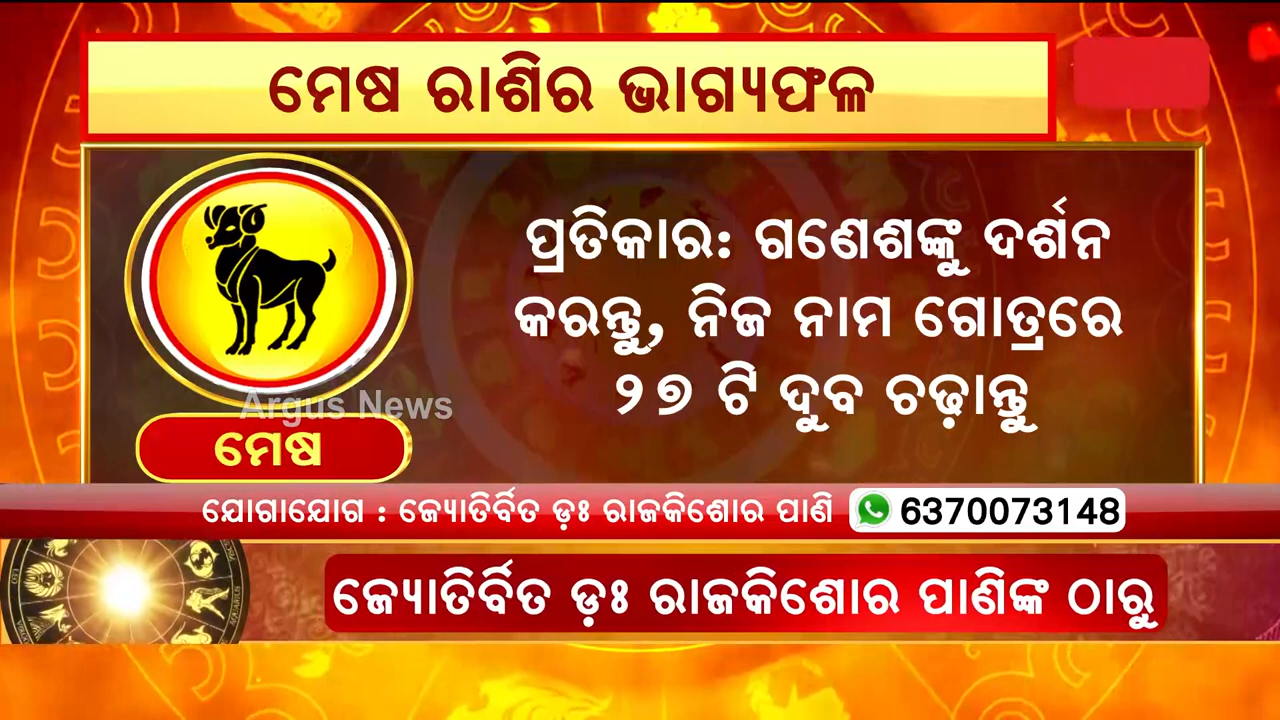 ମେଷ ରାଶିର ଭାଗ୍ୟଫଳ
ପ୍ରତିକାର: ଗଣେଶଙ୍କୁ ଦର୍ଶନ
କରନ୍ତୁ, ନିଜ ନାମ ଗୋତ୍ରରେ
୨୭ ଟି ଦୁବ ଚଢ଼ାନ୍ତୁ
Argus News
ମେଷ
ଯୋଗାଯୋଗ : ଜ୍ୟୋତିର୍ବିତ ଡ଼ଃ ରାଜକିଶୋର ପାଣି 6370073148
ଜ୍ୟୋତିର୍ବିତ ଡ଼ଃ ରାଜକିଶୋର ପାଣିଙ୍କ ଠାରୁ